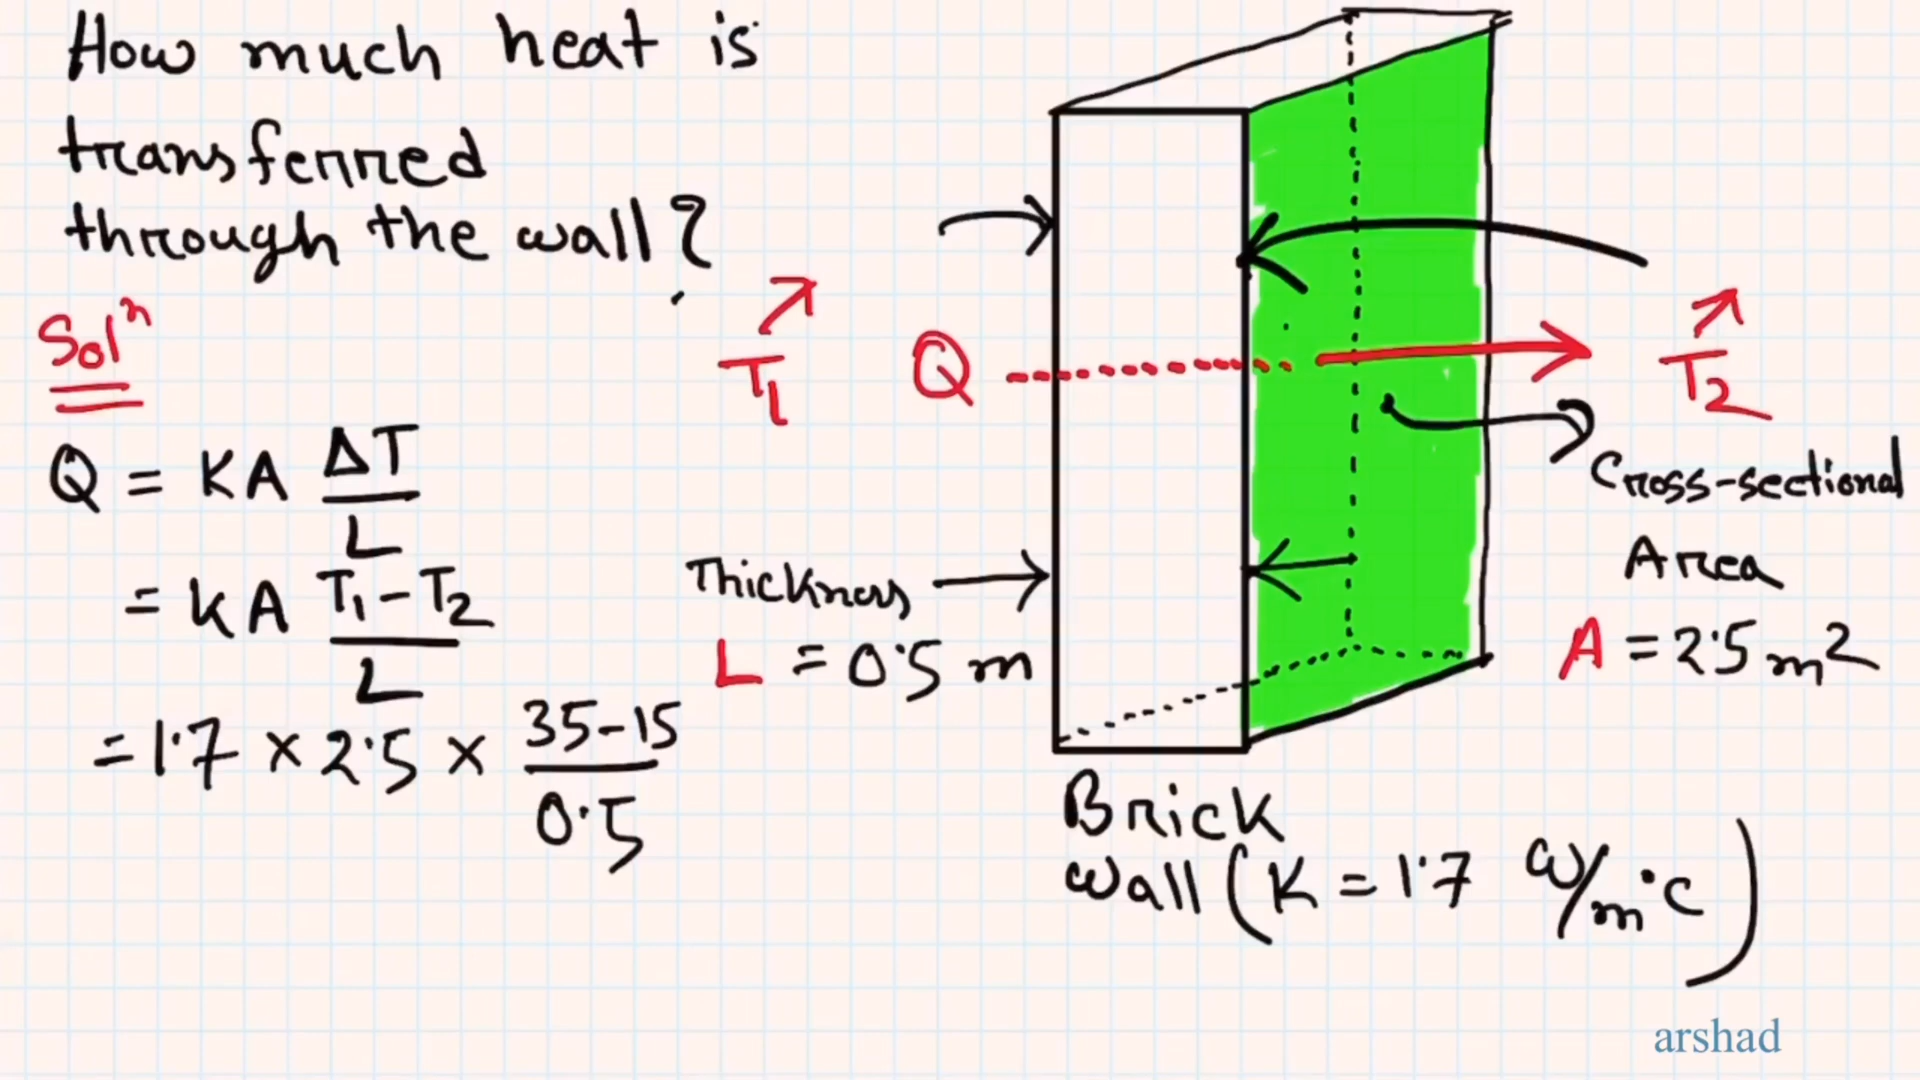 How much heat is
transferred
through the wall?
Solⁿ
Q = KA ΔT/L
= KA T₁-T₂/L
= 1.7 × 2.5 × 35-15/0.5
T₁
Q
T₂
Thickness
L = 0.5 m
Cross-sectional
Area
A = 2.5 m²
Brick
wall (K = 1.7 W/m°C)
arshad